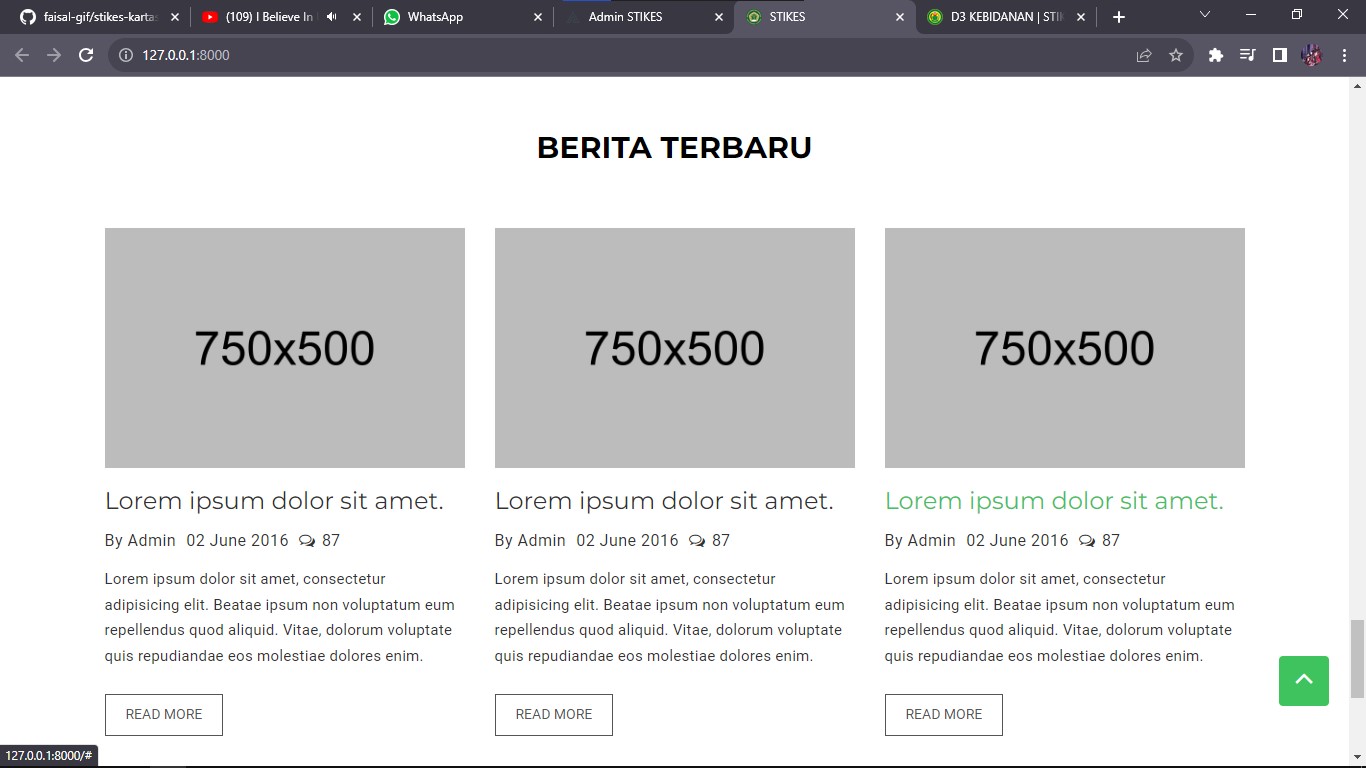 faisal-gif/stikes-kartas
(109) I Believe In
WhatsApp
Admin STIKES
STIKES
D3 KEBIDANAN | STI
127.0.0.1:8000
BERITA TERBARU
750x500
750x500
750x500
Lorem ipsum dolor sit amet.
By Admin 02 June 2016 87
Lorem ipsum dolor sit amet, consectetur
adipisicing elit. Beatae ipsum non voluptatum eum
repellendus quod aliquid. Vitae, dolorum voluptate
quis repudiandae eos molestiae dolores enim.
READ MORE
Lorem ipsum dolor sit amet.
By Admin 02 June 2016 87
Lorem ipsum dolor sit amet, consectetur
adipisicing elit. Beatae ipsum non voluptatum eum
repellendus quod aliquid. Vitae, dolorum voluptate
quis repudiandae eos molestiae dolores enim.
READ MORE
Lorem ipsum dolor sit amet.
By Admin 02 June 2016 87
Lorem ipsum dolor sit amet, consectetur
adipisicing elit. Beatae ipsum non voluptatum eum
repellendus quod aliquid. Vitae, dolorum voluptate
quis repudiandae eos molestiae dolores enim.
READ MORE
127.0.0.1:8000/#